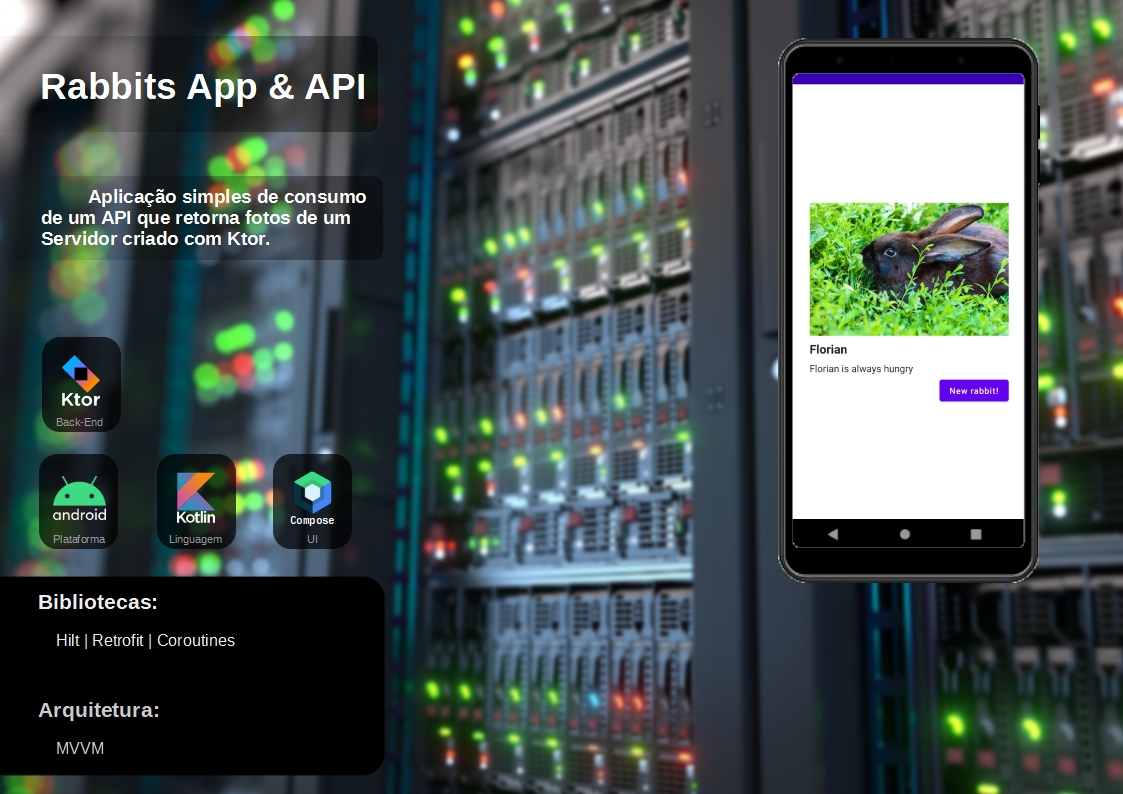 Rabbits App & API
Aplicação simples de consumo
de um API que retorna fotos de um
Servidor criado com Ktor.
Ktor
Back-End
android
Plataforma
Kotlin
Linguagem
Compose
UI
Bibliotecas:
Hilt | Retrofit | Coroutines
Arquitetura:
MVVM
Florian
Florian is always hungry
New rabbit!